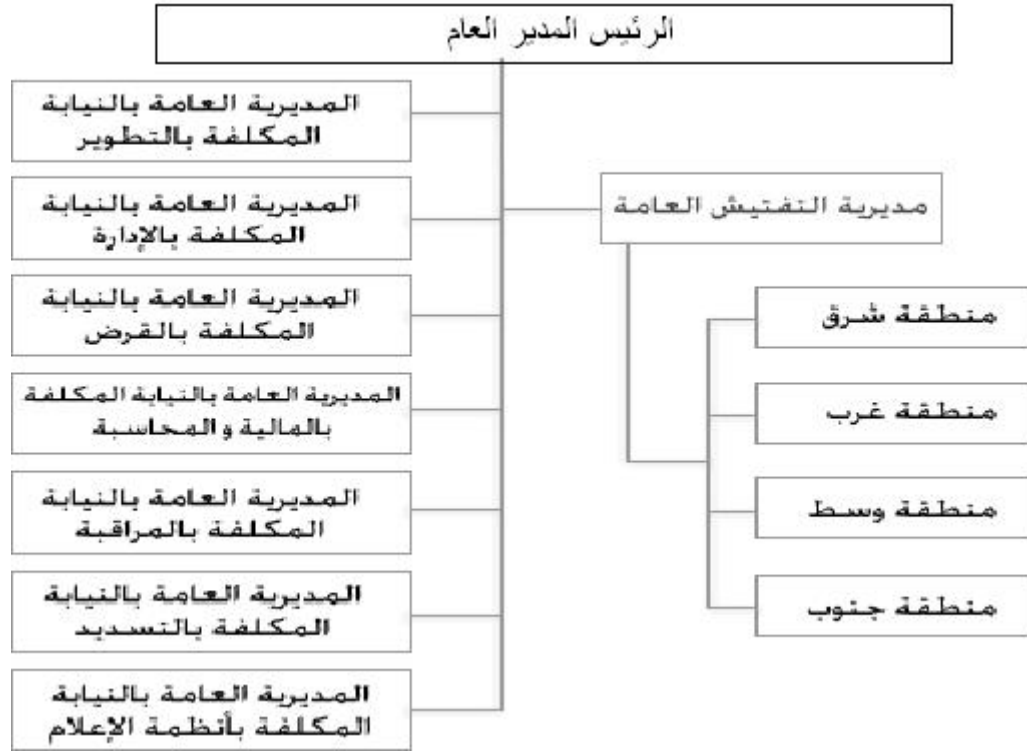 الرئيس المدير العام
مديرية التفتيش العامة
منطقة شرق
منطقة غرب
منطقة وسط
منطقة جنوب
المديرية العامة بالنيابة
المكلفة بالتطوير
المديرية العامة بالنيابة
المكلفة بالإدارة
المديرية العامة بالنيابة
المكلفة بالقرض
المديرية العامة بالنيابة المكلفة
بالمالية والمحاسبة
المديرية العامة بالنيابة
المكلفة بالمراقبة
المديرية العامة بالنيابة
المكلفة بالتسديد
المديرية العامة بالنيابة
المكلفة بأنظمة الإعلام